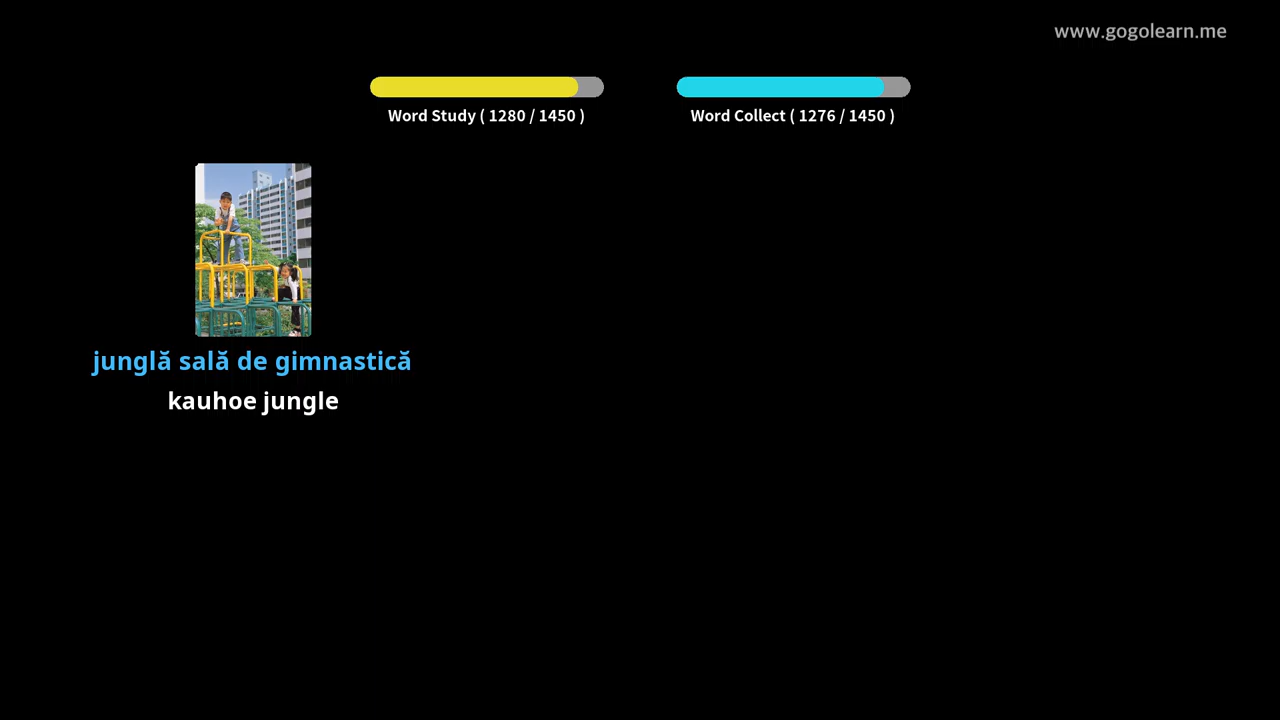 www.gogolearn.me
Word Study ( 1280 / 1450 )
Word Collect ( 1276 / 1450 )
junglă sală de gimnastică
kauhoe jungle